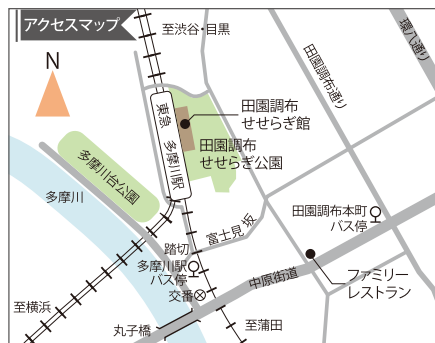 アクセスマップ
至渋谷・目黒
環八通り
N
田園調布通り
東急 多摩川駅
田園調布
せせらぎ館
田園調布
せせらぎ公園
多摩川台公園
多摩川
田園調布本町
バス停
富士見坂
踏切
多摩川駅
バス停
ファミリー
レストラン
中原街道
交番
至横浜
丸子橋
至蒲田